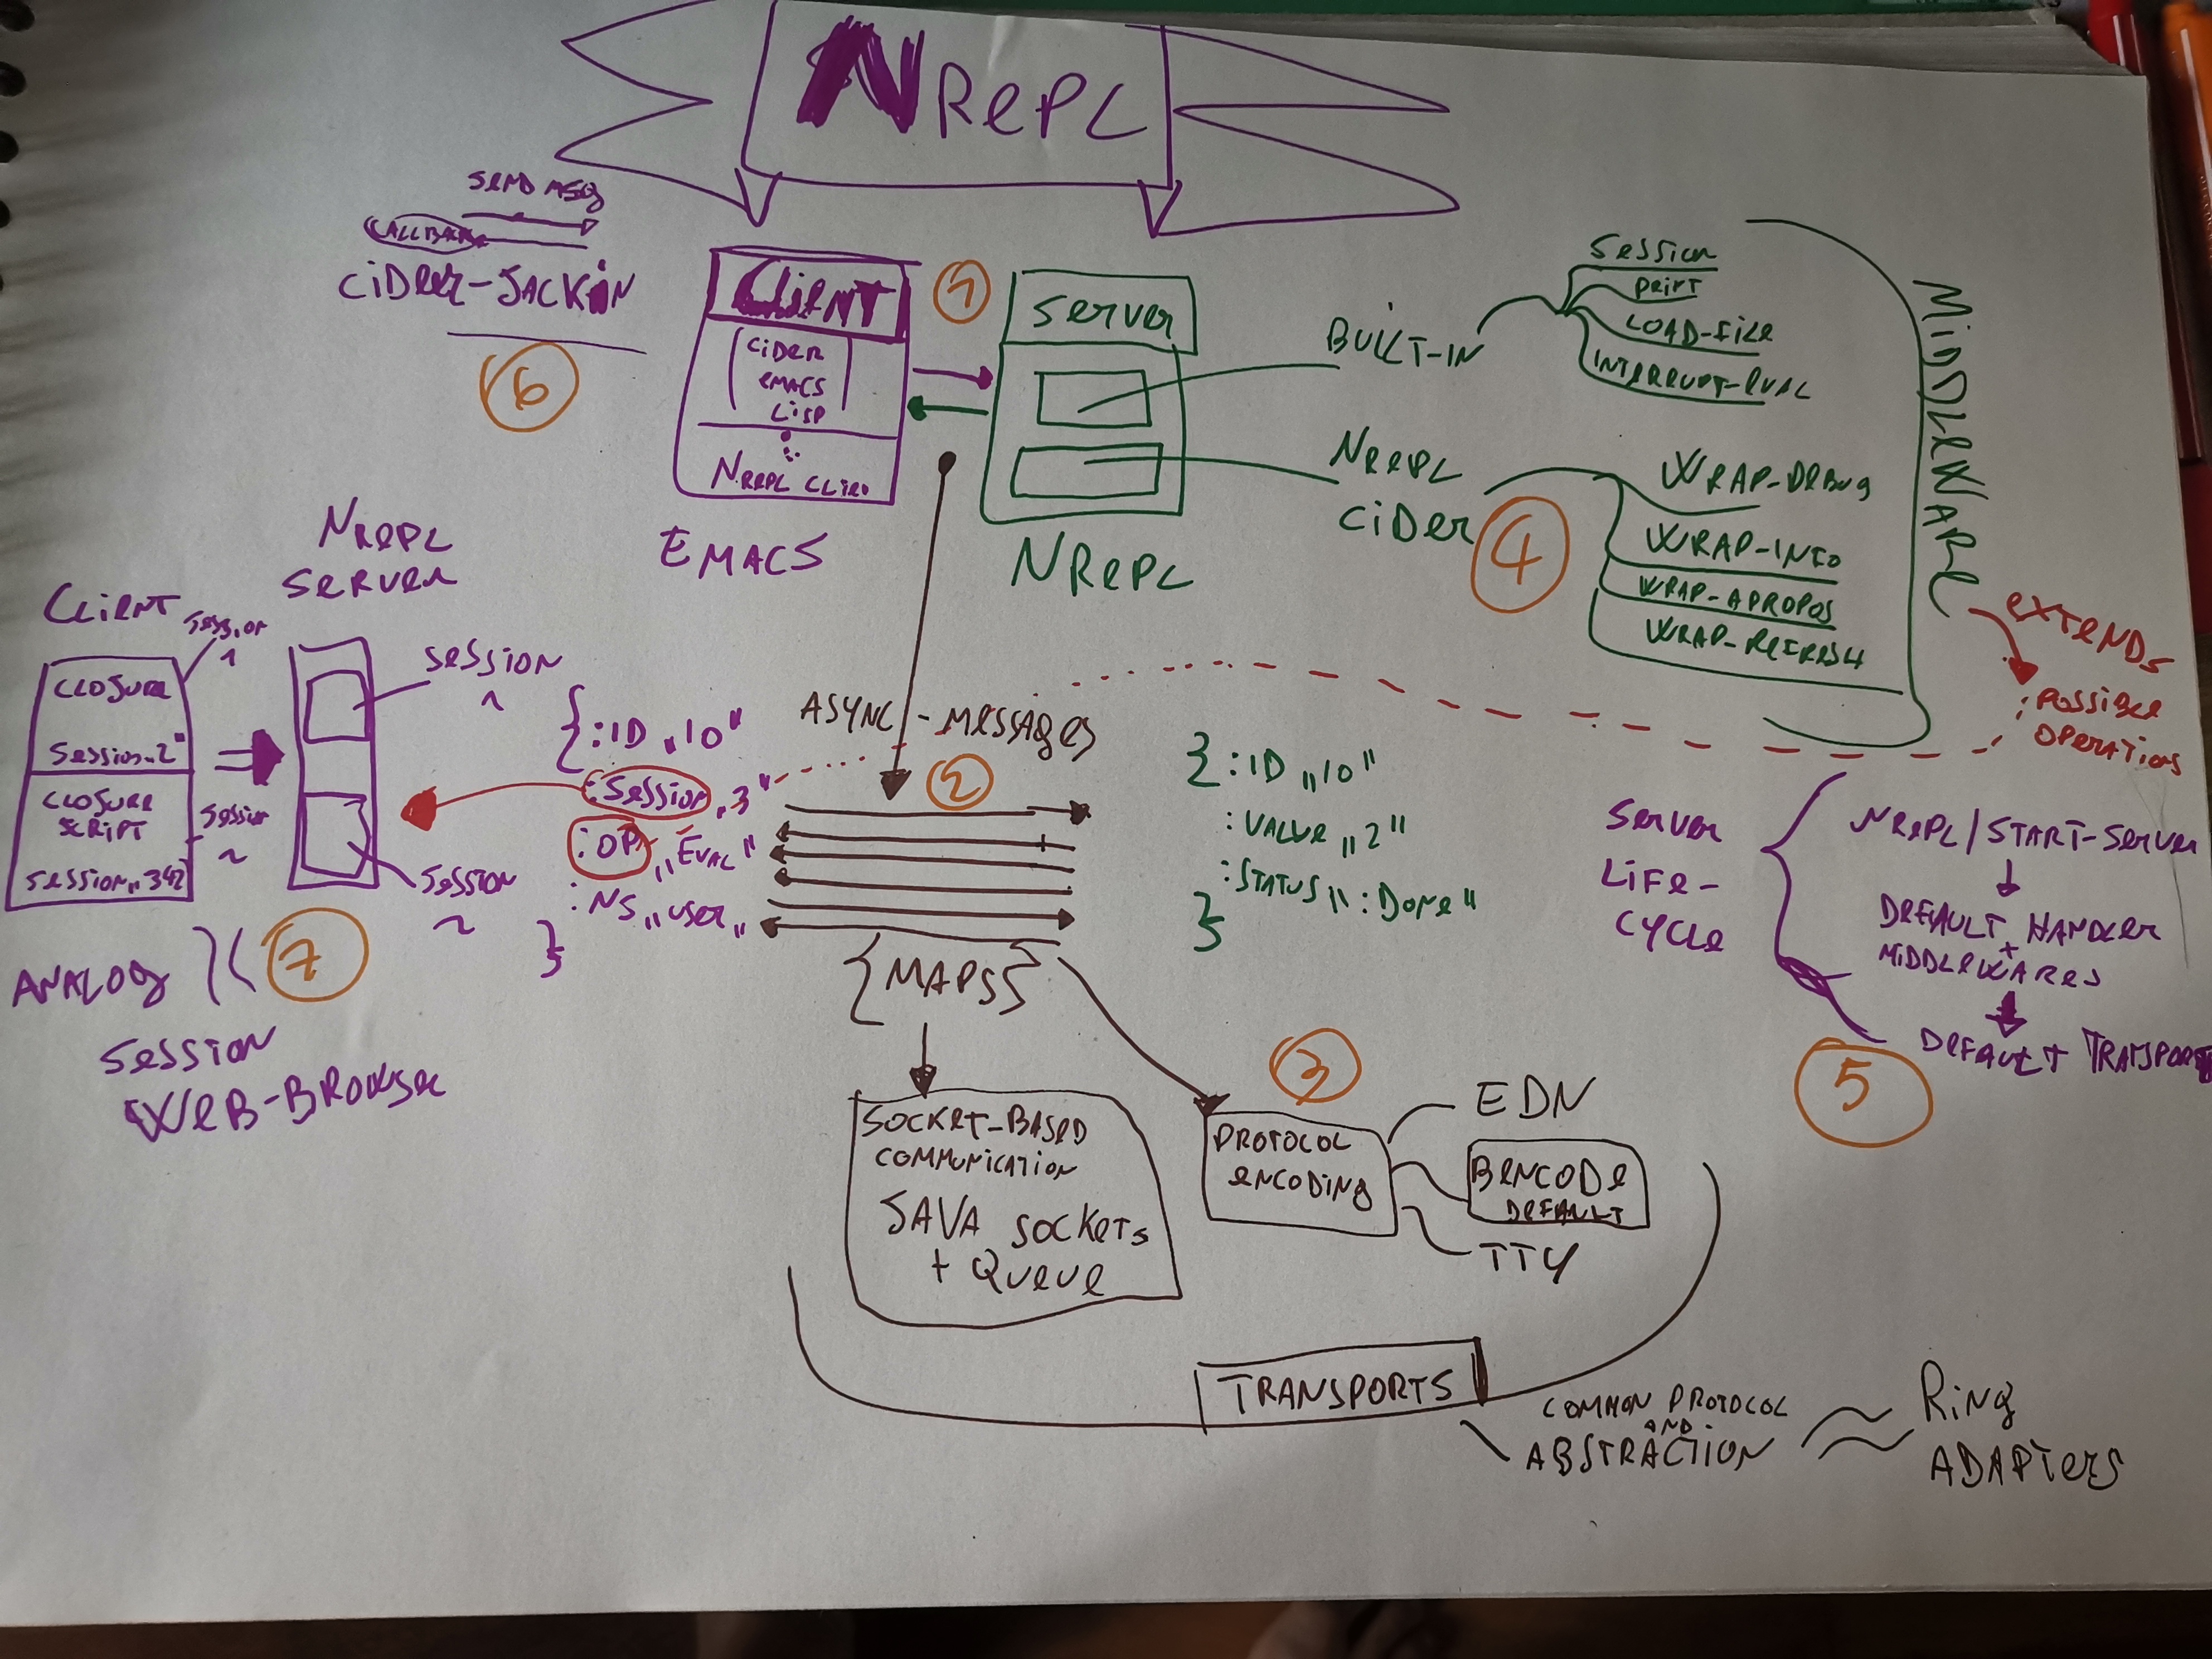 NRePL
SeND MSg
CALLBACK
CiDer-JACKiN
6
CLieNT
CiDeR
eMACS
LiSP
NRePL CLieN
EMACS
1
Server
NRePL
BUiLT-IN
Session
PriNT
LOAD-File
INTerrUPT-eVAL
NRePL
CiDer
4
WRAP-DeBUg
WRAP-INFO
WRAP-APROPOS
WRAP-ReFResH
MiDDLeWARe
eXTeNDS
:POSSiBLe
OPeRATiONS
NRePL
SeRVeR
CLieNT
Session
1
CLOJURe
Session „2"
CLOJURe
SCRiPT
Session
2
Session „342
Session
1
Session
2
7
ANALOg
Session
WeB-BROWSeR
ASYNC-MeSSAgeS
2
{:ID „10"
:Session „3"
:OP „EVAL"
:NS „USeR„
}
{:ID „10"
:VALUe „2"
:STATUS „:DoNe"
}
{MAPS}
Server
LiFe-
CYCLe
NRePL/START-Server
DeFAULT HANDLeR
+
MiDDLeWAReS
DeFAULT TRANSPORT
5
3
SOCKeT-BASeD
COMMUNiCATiON
JAVA SOCKeTs
+ QUeUe
PROTOCOL
eNCODiNg
EDN
BeNCODe
DeFAULT
TTY
TRANSPORTS
COMMON PROTOCOL
AND
ABSTRACTiON
RiNg
ADAPTerS